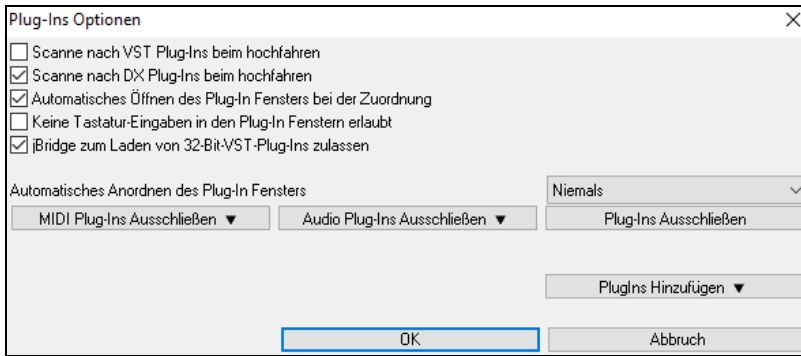 Plug-Ins Optionen
Scanne nach VST Plug-Ins beim hochfahren
Scanne nach DX Plug-Ins beim hochfahren
Automatisches Öffnen des Plug-In Fensters bei der Zuordnung
Keine Tastatur-Eingaben in den Plug-In Fenstern erlaubt
jBridge zum Laden von 32-Bit-VST-Plug-Ins zulassen
Automatisches Anordnen des Plug-In Fensters Niemals
MIDI Plug-Ins Ausschließen ▼ Audio Plug-Ins Ausschließen ▼ Plug-Ins Ausschließen
PlugIns Hinzufügen ▼
OK Abbruch